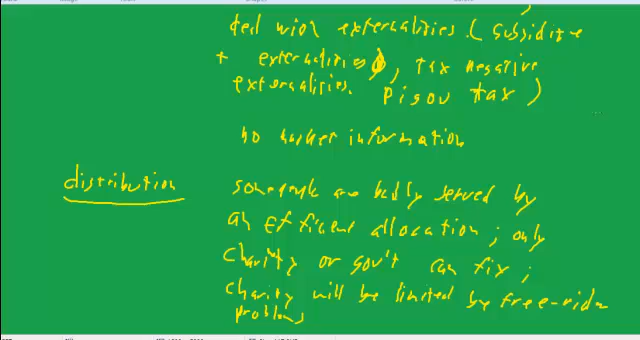 with externalities. (subsidize
+ externalities, tax negative
externalities. Pigou tax)
no market information
distribution
some people are badly served by
an efficient allocation; only
charity or gov't can fix;
charity will be limited by free-rider
problems